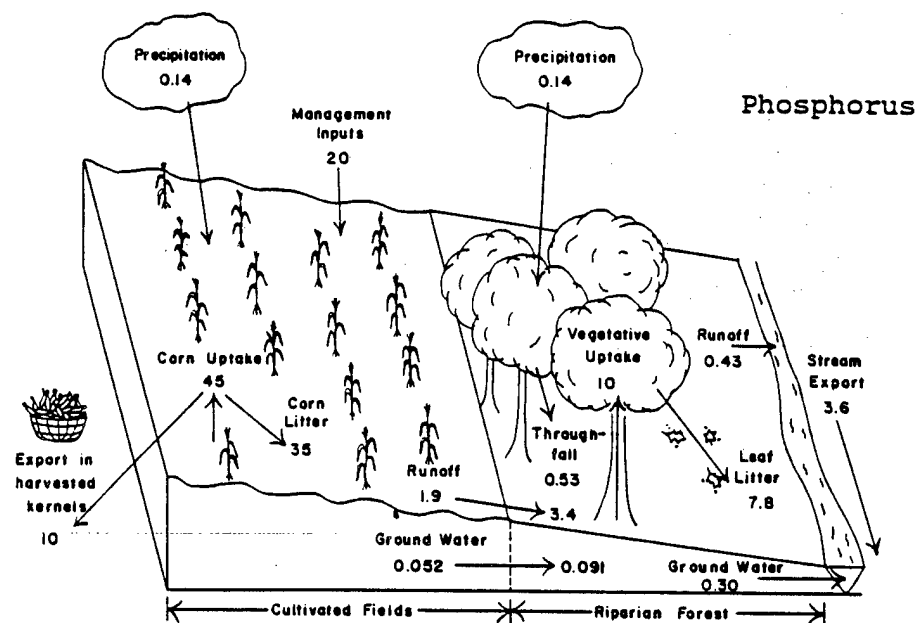 Precipitation
0.14
Precipitation
0.14
Phosphorus
Management
Inputs
20
Corn Uptake
45
Corn
Litter
35
Export in
harvested
kernels
10
Runoff
1.9
3.4
Ground Water
0.052
0.091
Vegetative
Uptake
10
Through-
fall
0.53
Runoff
0.43
Stream
Export
3.6
Leaf
Litter
7.8
Ground Water
0.30
Cultivated Fields
Riparian Forest